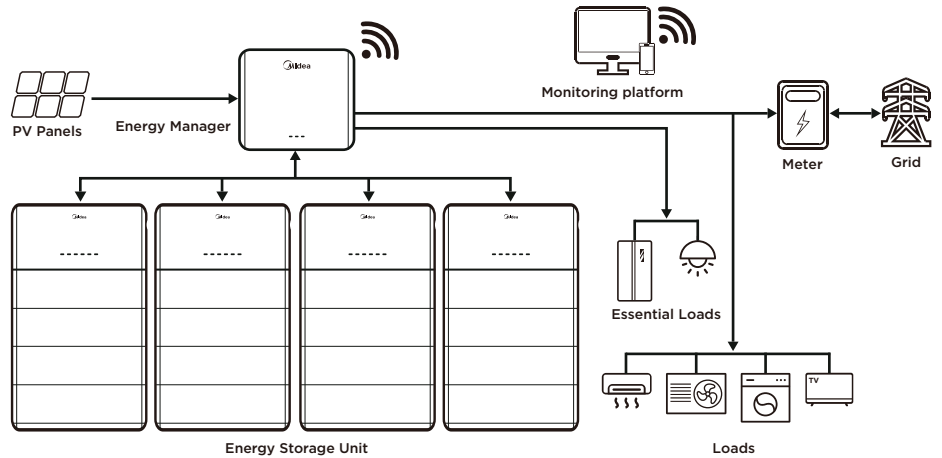 Midea
Monitoring platform
PV Panels
Energy Manager
Meter
Grid
Midea
Midea
Midea
Midea
Essential Loads
TV
Energy Storage Unit
Loads